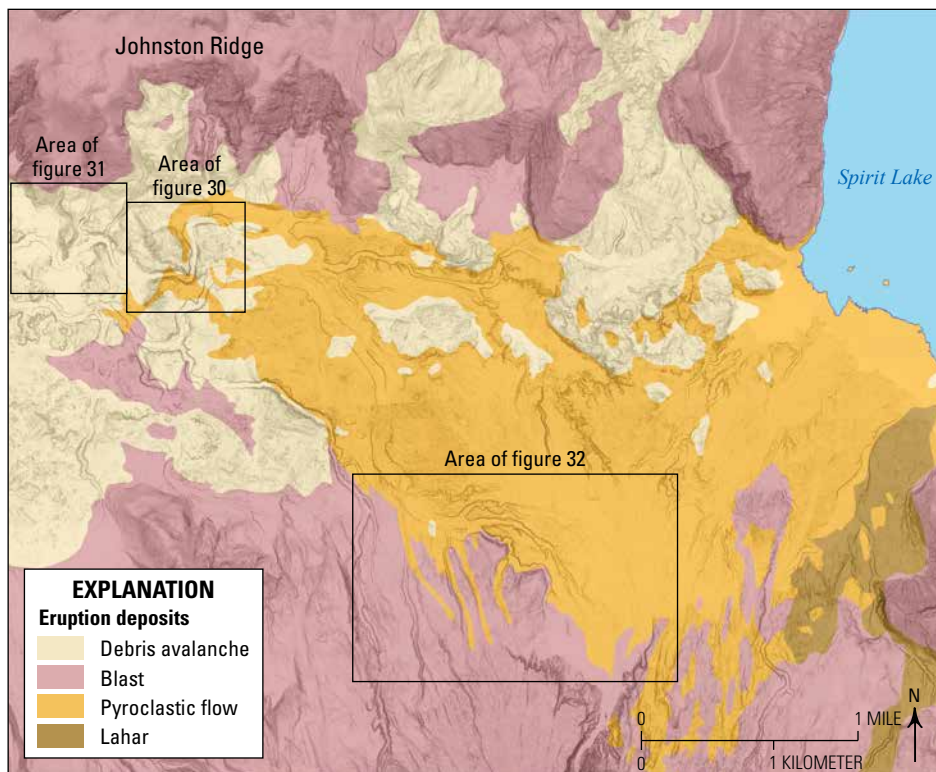 Johnston Ridge
Area of
figure 31
Area of
figure 30
Spirit Lake
Area of figure 32
EXPLANATION
Eruption deposits
Debris avalanche
Blast
Pyroclastic flow
Lahar
N
0 1 MILE
0 1 KILOMETER